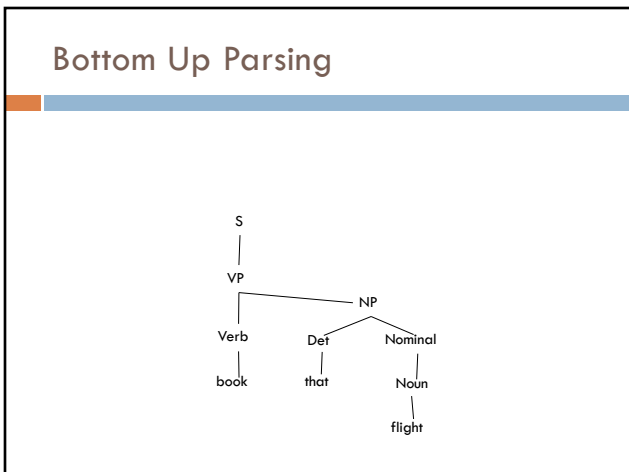 Bottom Up Parsing
S
VP
NP
Verb Det Nominal
book that Noun
flight